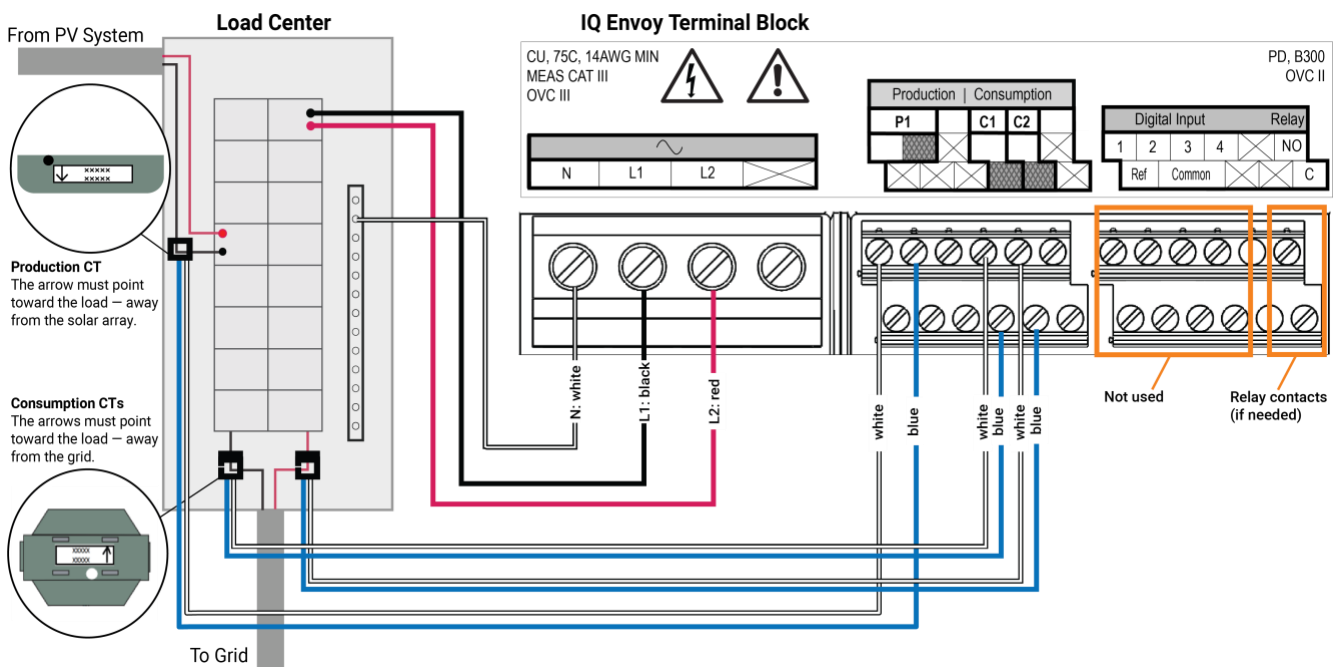 Load Center
IQ Envoy Terminal Block
From PV System
CU, 75C, 14AWG MIN
MEAS CAT III
OVC III
PD, B300
OVC II
Production | Consumption
P1 C1 C2
Digital Input Relay
1 2 3 4 NO
Ref Common C
N L1 L2
XXXXX
XXXXX
Production CT
The arrow must point
toward the load — away
from the solar array.
Consumption CTs
The arrows must point
toward the load — away
from the grid.
XXXXX
XXXXX
N: white
L1: black
L2: red
white
blue
white
blue
white
blue
Not used
Relay contacts
(if needed)
To Grid